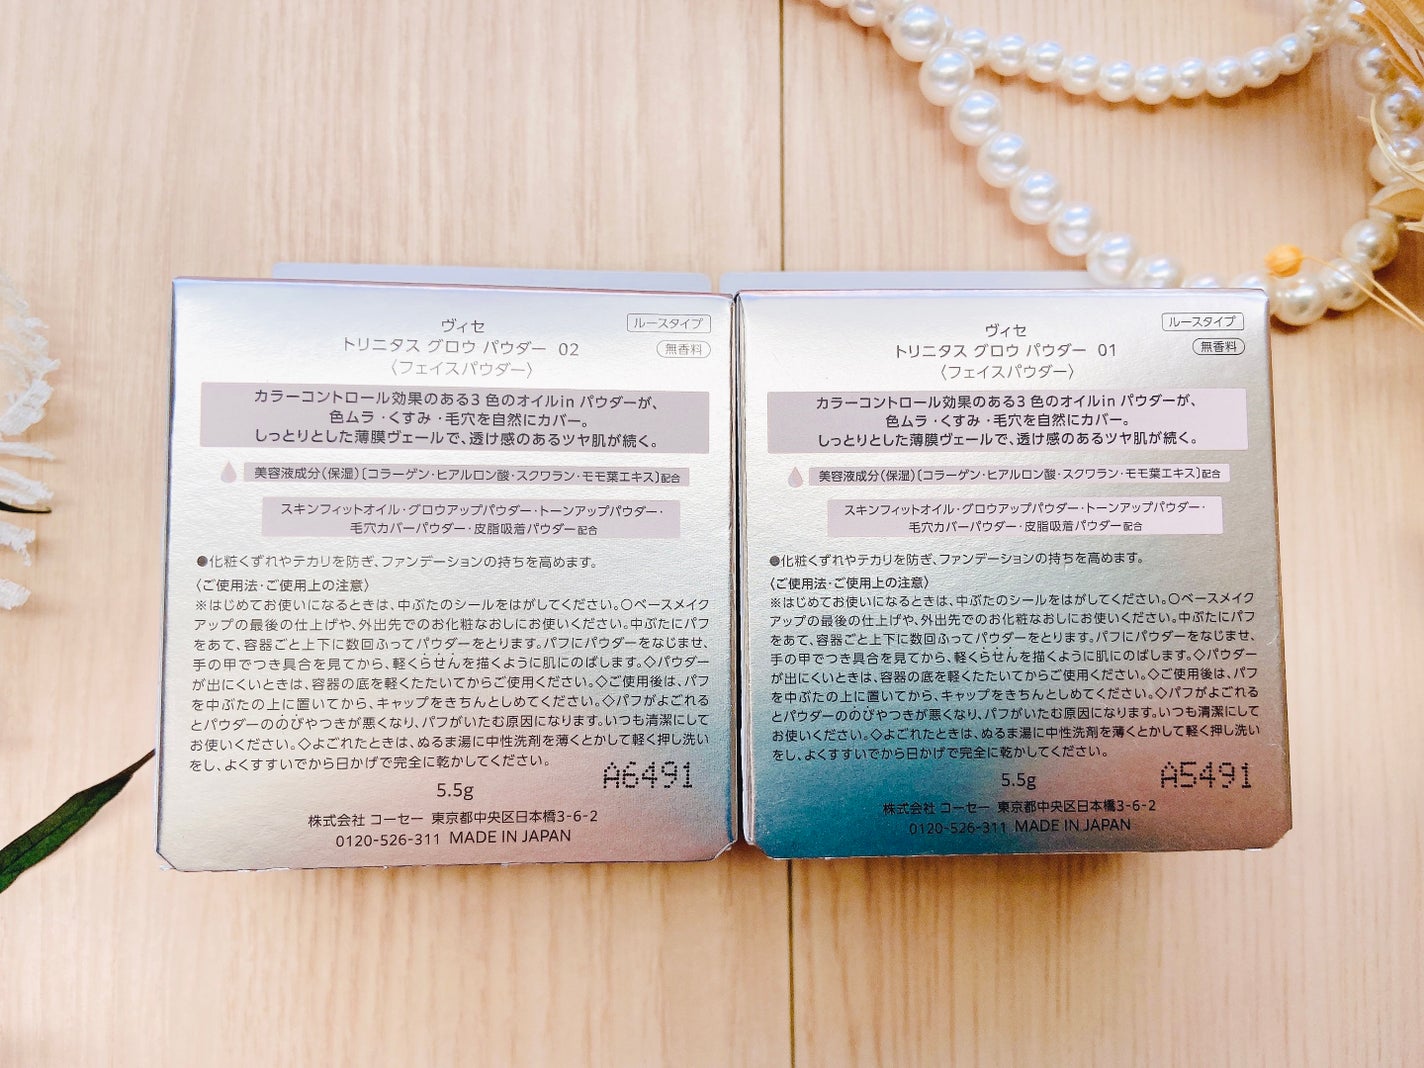 ヴィセ
トリニタス グロウ パウダー 02
〈フェイスパウダー〉
ルースタイプ
無香料
カラーコントロール効果のある3色のオイルin パウダーが、
色ムラ・くすみ・毛穴を自然にカバー。
しっとりとした薄膜ヴェールで、透け感のあるツヤ肌が続く。
美容液成分(保湿)〔コラーゲン・ヒアルロン酸・スクワラン・モモ葉エキス〕配合
スキンフィットオイル・グロウアップパウダー・トーンアップパウダー・
毛穴カバーパウダー・皮脂吸着パウダー配合
●化粧くずれやテカリを防ぎ、ファンデーションの持ちを高めます。
〈ご使用法・ご使用上の注意〉
※はじめてお使いになるときは、中ぶたのシールをはがしてください。○ベースメイク
アップの最後の仕上げや、外出先でのお化粧なおしにお使いください。中ぶたにパフ
をあて、容器ごと上下に数回ふってパウダーをとります。パフにパウダーをなじませ、
手の甲でつき具合を見てから、軽くらせんを描くように肌にのばします。◇パウダー
が出にくいときは、容器の底を軽くたたいてからご使用ください。◇ご使用後は、パフ
を中ぶたの上に置いてから、キャップをきちんとしめてください。◇パフがよごれる
とパウダーののびやつきが悪くなり、パフがいたむ原因になります。いつも清潔にして
お使いください。◇よごれたときは、ぬるま湯に中性洗剤を薄くとかして軽く押し洗い
をし、よくすすいでから日かげで完全に乾かしてください。
5.5g
A6491
株式会社 コーセー 東京都中央区日本橋3-6-2
0120-526-311 MADE IN JAPAN
ヴィセ
トリニタス グロウ パウダー 01
〈フェイスパウダー〉
ルースタイプ
無香料
カラーコントロール効果のある3色のオイルin パウダーが、
色ムラ・くすみ・毛穴を自然にカバー。
しっとりとした薄膜ヴェールで、透け感のあるツヤ肌が続く。
美容液成分(保湿)〔コラーゲン・ヒアルロン酸・スクワラン・モモ葉エキス〕配合
スキンフィットオイル・グロウアップパウダー・トーンアップパウダー・
毛穴カバーパウダー・皮脂吸着パウダー配合
●化粧くずれやテカリを防ぎ、ファンデーションの持ちを高めます。
〈ご使用法・ご使用上の注意〉
※はじめてお使いになるときは、中ぶたのシールをはがしてください。○ベースメイク
アップの最後の仕上げや、外出先でのお化粧なおしにお使いください。中ぶたにパフ
をあて、容器ごと上下に数回ふってパウダーをとります。パフにパウダーをなじませ、
手の甲でつき具合を見てから、軽くらせんを描くように肌にのばします。◇パウダー
が出にくいときは、容器の底を軽くたたいてからご使用ください。◇ご使用後は、パフ
を中ぶたの上に置いてから、キャップをきちんとしめてください。◇パフがよごれる
とパウダーののびやつきが悪くなり、パフがいたむ原因になります。いつも清潔にして
お使いください。◇よごれたときは、ぬるま湯に中性洗剤を薄くとかして軽く押し洗い
をし、よくすすいでから日かげで完全に乾かしてください。
5.5g
A5491
株式会社 コーセー 東京都中央区日本橋3-6-2
0120-526-311 MADE IN JAPAN